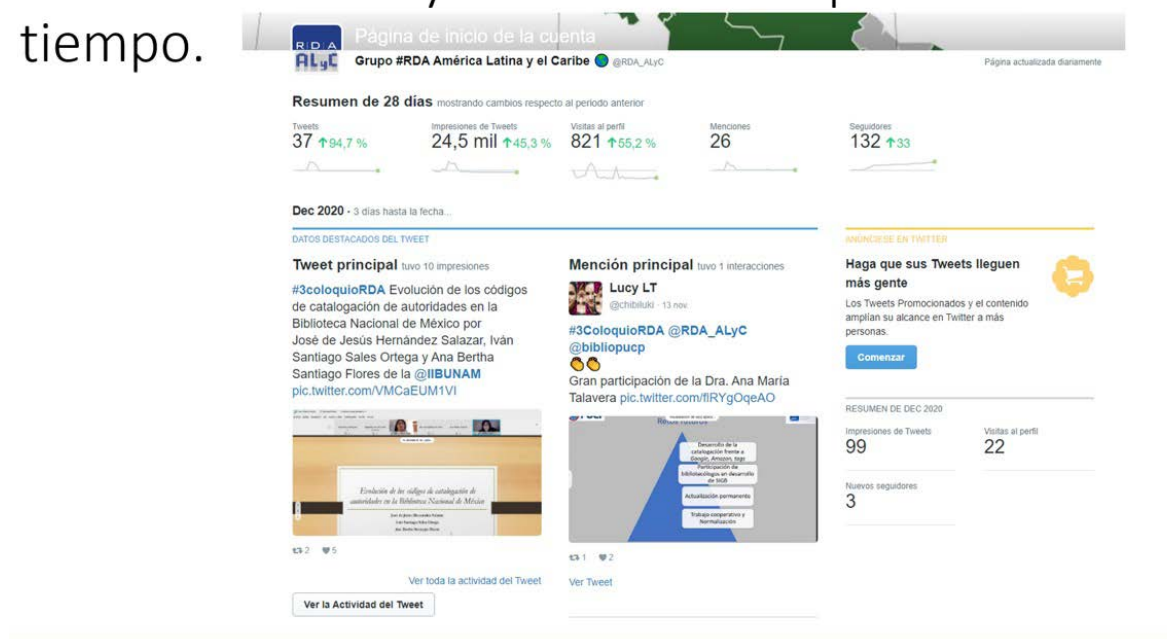 tiempo.
RDA
ALyC
Página de inicio de la cuenta
Grupo #RDA América Latina y el Caribe @RDA_ALyC
Página actualizada diariamente
Resumen de 28 días mostrando cambios respecto al periodo anterior
Tweets
37 ↑94,7 %
Impresiones de Tweets
24,5 mil ↑45,3 %
Visitas al perfil
821 ↑55,2 %
Menciones
26
Seguidores
132 ↑33
Dec 2020 • 3 días hasta la fecha...
DATOS DESTACADOS DEL TWEET
Tweet principal tuvo 10 impresiones
#3coloquioRDA Evolución de los códigos
de catalogación de autoridades en la
Biblioteca Nacional de México por
José de Jesús Hernández Salazar, Iván
Santiago Sales Ortega y Ana Bertha
Santiago Flores de la @IIBUNAM
pic.twitter.com/VMCaEUM1VI
Evolución de los códigos de catalogación de
autoridades en la Biblioteca Nacional de México
2 5
Ver toda la actividad del Tweet
Ver la Actividad del Tweet
Mención principal tuvo 1 interacciones
Lucy LT
@chibiluki · 13 nov.
#3ColoquioRDA @RDA_ALyC
@bibliopucp
Gran participación de la Dra. Ana María
Talavera pic.twitter.com/flRYgOqeAO
Desarrollo de la
catalogación frente a
Google, Amazon, tags
Participación de
bibliotecólogos en desarrollo
de SIGB
Actualización permanente
Trabajo cooperativo y
Normalización
1 2
Ver Tweet
ANÚNCIESE EN TWITTER
Haga que sus Tweets lleguen
más gente
Los Tweets Promocionados y el contenido
amplían su alcance en Twitter a más
personas.
Comenzar
RESUMEN DE DEC 2020
Impresiones de Tweets
99
Visitas al perfil
22
Nuevos seguidores
3